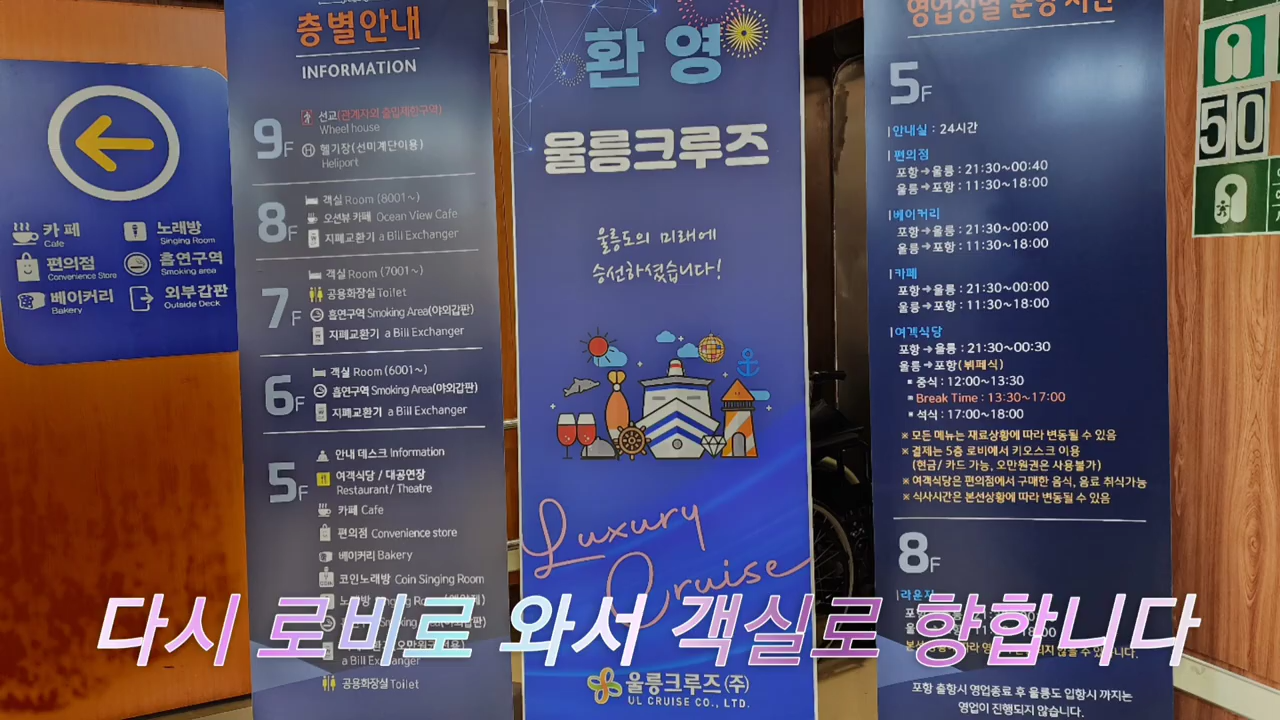 카페
Cafe
노래방
Singing Room
편의점
Convenience Store
흡연구역
Smoking area
베이커리
Bakery
외부갑판
Outside Deck
층별안내
INFORMATION
9F
선교(관계자외 출입제한구역)
Wheel house
헬기장(선미계단이용)
Heliport
8F
객실 Room (8001~)
오션뷰 카페 Ocean View Cafe
지폐교환기 a Bill Exchanger
7F
객실 Room (7001~)
공용화장실 Toilet
흡연구역 Smoking Area(야외갑판)
지폐교환기 a Bill Exchanger
6F
객실 Room (6001~)
흡연구역 Smoking Area(야외갑판)
지폐교환기 a Bill Exchanger
5F
안내 데스크 Information
여객식당 / 대공연장
Restaurant / Theatre
카페 Cafe
편의점 Convenience store
베이커리 Bakery
코인노래방 Coin Singing Room
a Bill Exchanger
공용화장실 Toilet
환영
울릉크루즈
울릉도의 미래에
승선하셨습니다!
Luxury
Cruise
울릉크루즈(주)
UL CRUISE CO., LTD.
영업장별 운영시간
5F
안내실 : 24시간
편의점
포항→울릉 : 21:30~00:40
울릉→포항 : 11:30~18:00
베이커리
포항→울릉 : 21:30~00:00
울릉→포항 : 11:30~18:00
카페
포항→울릉 : 21:30~00:00
울릉→포항 : 11:30~18:00
여객식당
포항→울릉 : 21:30~00:30
울릉→포항(뷔페식)
▪ 중식 : 12:00~13:30
▪ Break Time : 13:30~17:00
▪ 석식 : 17:00~18:00
※ 모든 메뉴는 재료상황에 따라 변동될 수 있음
※ 결제는 5층 로비에서 키오스크 이용
(현금/ 카드 가능, 오만원권은 사용불가)
※ 여객식당은 편의점에서 구매한 음식, 음료 취식가능
※ 식사시간은 본선상황에 따라 변동될 수 있음
8F
라운지
포항 출항시 영업종료 후 울릉도 입항시 까지는
영업이 진행되지 않습니다.
50
다시 로비로 와서 객실로 향합니다